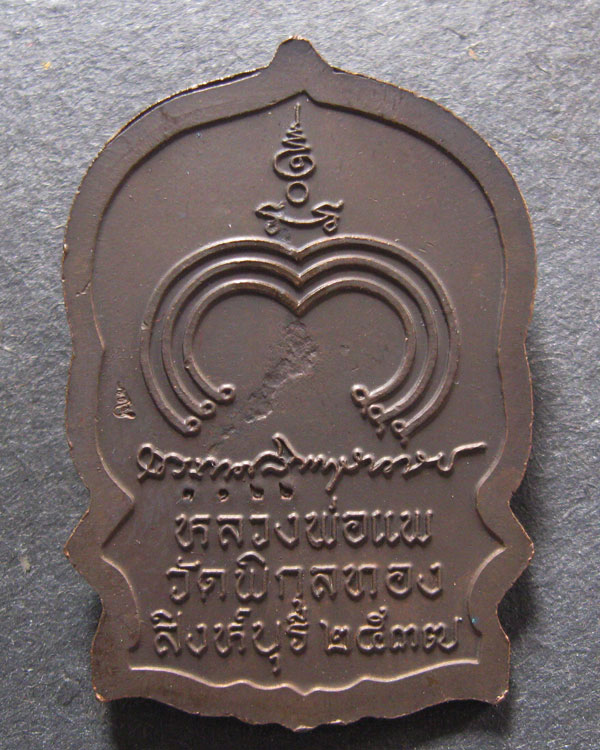 หลวงพ่อแพ
วัดพิกุลทอง
สิงห์บุรี ๒๕๓๗